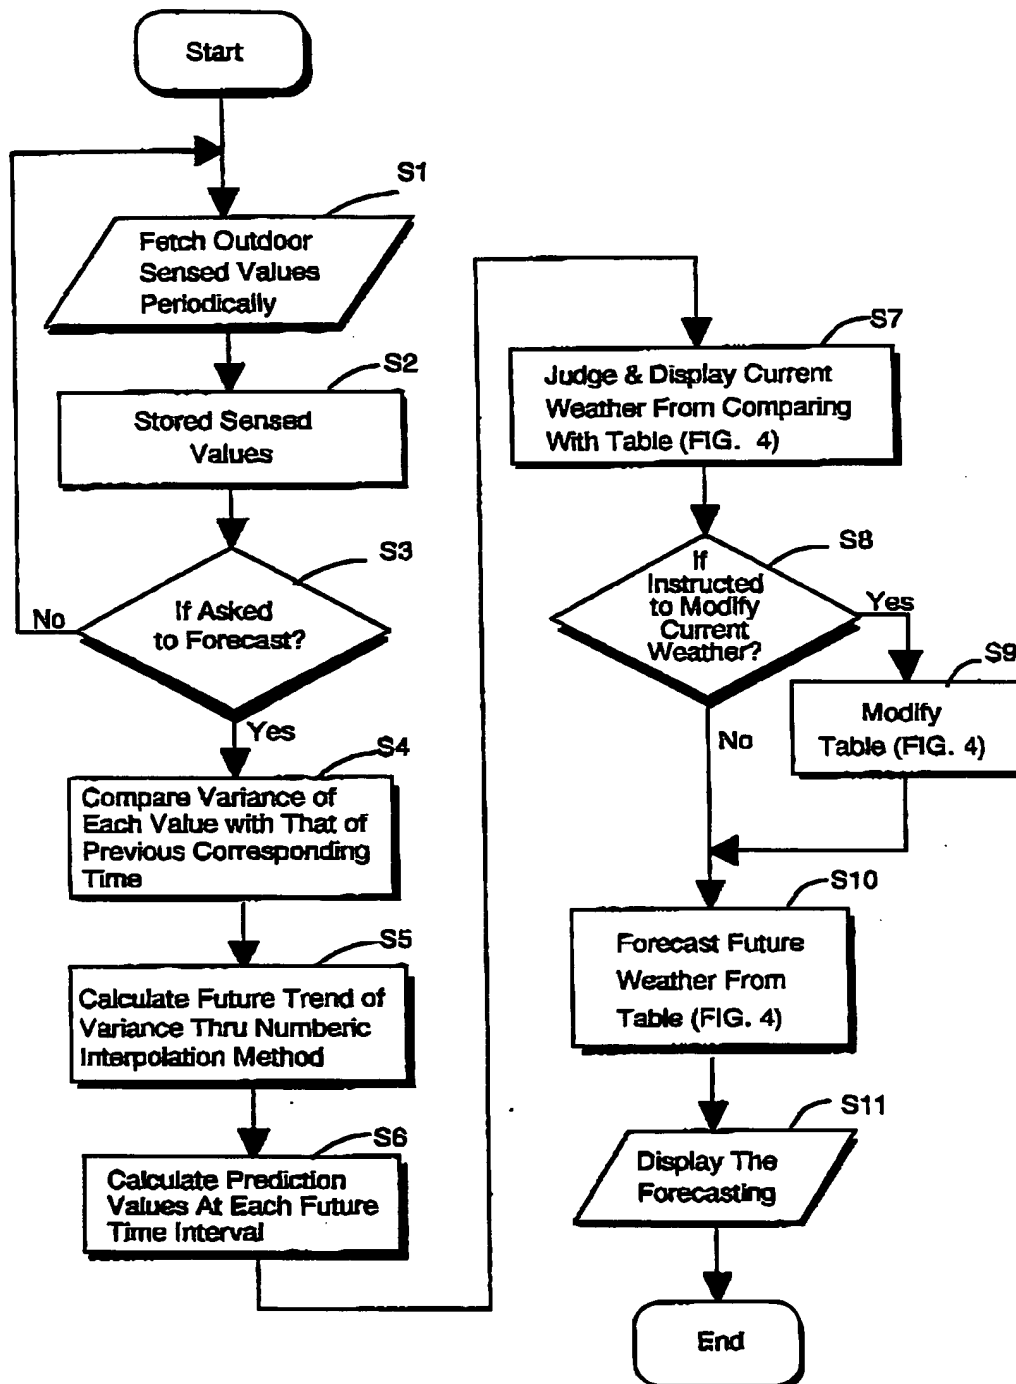 Start
S1
Fetch Outdoor
Sensed Values
Periodically
S2
Stored Sensed
Values
S3
If Asked
to Forecast?
No
Yes
S4
Compare Variance of
Each Value with That of
Previous Corresponding
Time
S5
Calculate Future Trend of
Variance Thru Numberic
Interpolation Method
S6
Calculate Prediction
Values At Each Future
Time Interval
S7
Judge & Display Current
Weather From Comparing
With Table (FIG. 4)
S8
If
Instructed
to Modify
Current
Weather?
Yes
No
S9
Modify
Table (FIG. 4)
S10
Forecast Future
Weather From
Table (FIG. 4)
S11
Display The
Forecasting
End